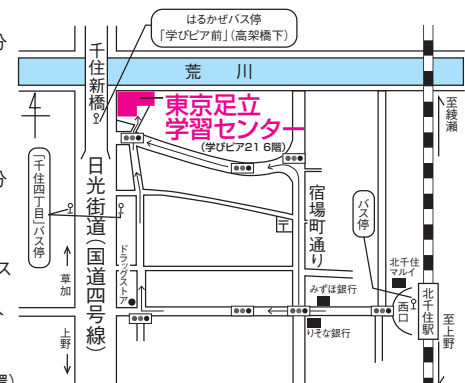 はるかぜバス停
「学びピア前」(高架橋下)
分
千住新橋
荒川
至綾瀬
東京足立
学習センター
(学びピア21 6階)
4
分
「千住四丁目」バス停
日光街道(国道四号線)
宿場町通り
バス停
〒
ドラッグストア
北千住
マルイ
ス
草加
みずほ銀行
西口
北千住駅
上野
りそな銀行
至上野